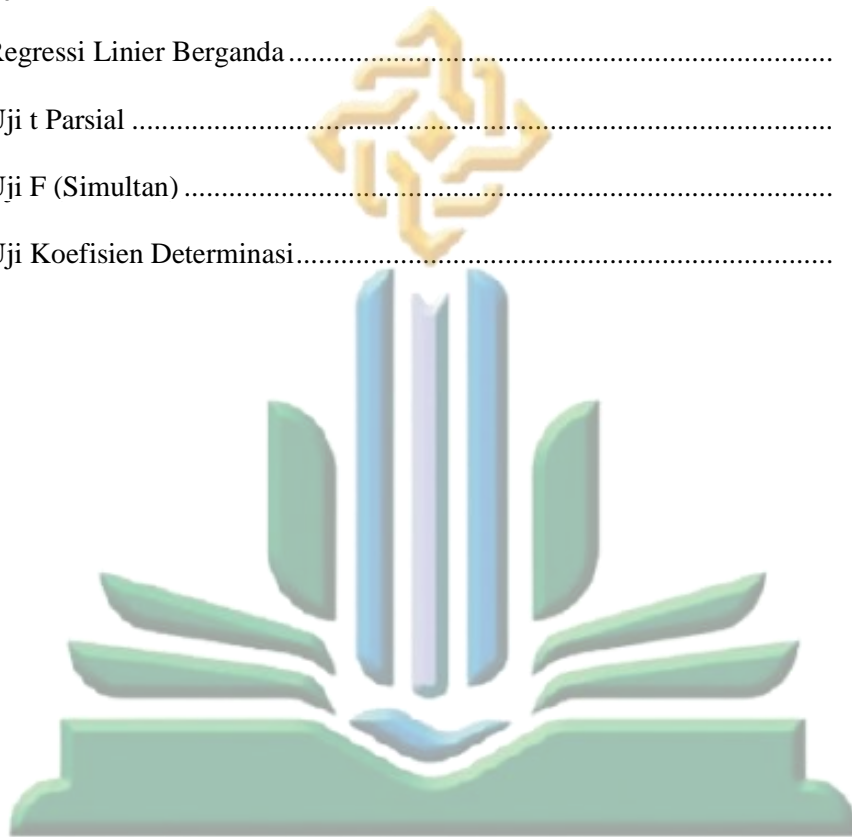 Regressi Linier Berganda ........................................................................
Uji t Parsial .............................................................................................
Uji F (Simultan) ......................................................................................
Uji Koefisien Determinasi.......................................................................